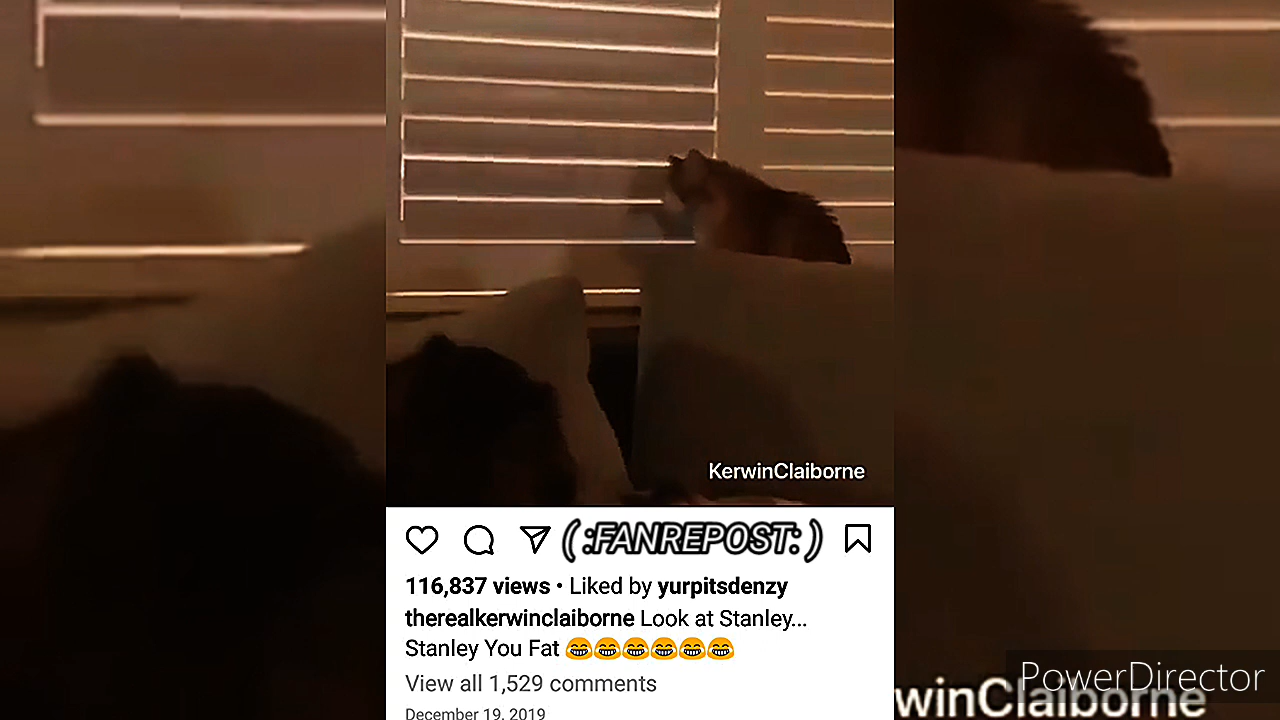 KerwinClaiborne
(:FANREPOST:)
116,837 views • Liked by yurpitsdenzy
therealkerwinclaiborne Look at Stanley...
Stanley You Fat 😂😂😂😂😂😂
View all 1,529 comments
December 19, 2019
PowerDirector
winClaiborne